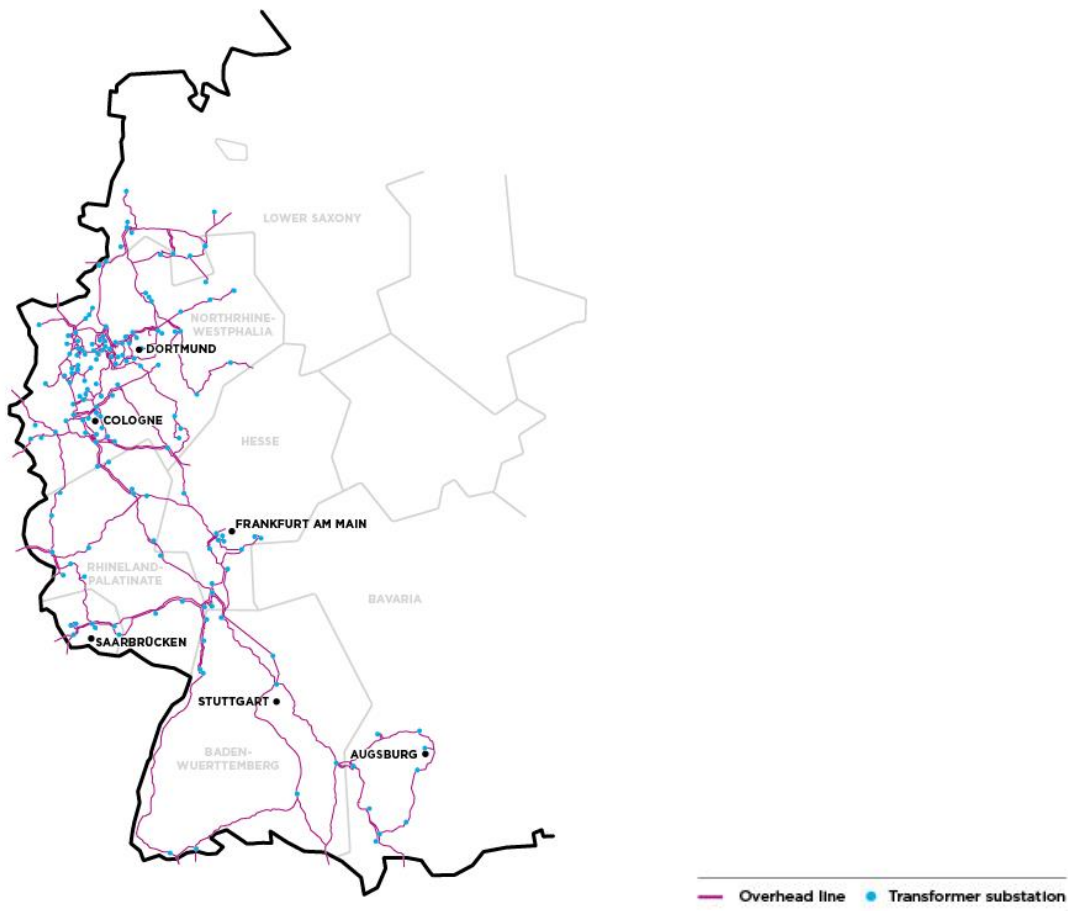 LOWER SAXONY
NORTHRHINE-
WESTPHALIA
DORTMUND
COLOGNE
HESSE
FRANKFURT AM MAIN
RHINELAND-
PALATINATE
BAVARIA
SAARBRÜCKEN
STUTTGART
BADEN-
WUERTTEMBERG
AUGSBURG
Overhead line
Transformer substation